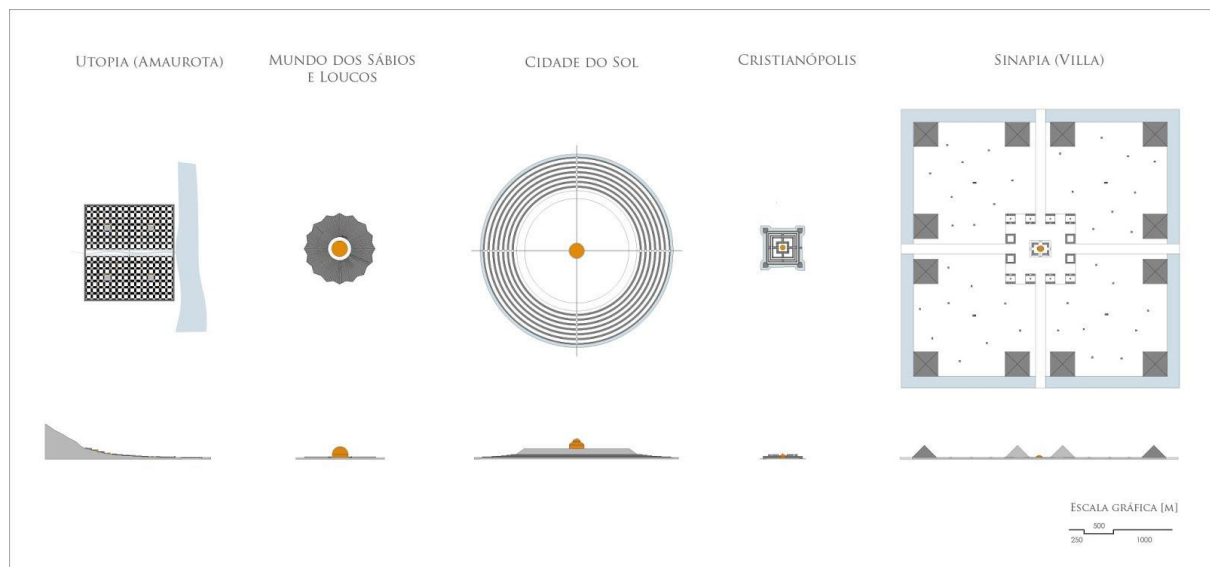 Utopia (Amaurota)
Mundo dos Sábios
e Loucos
Cidade do Sol
Cristianópolis
Sinapia (Villa)
Escala gráfica [m]
500
250 1000